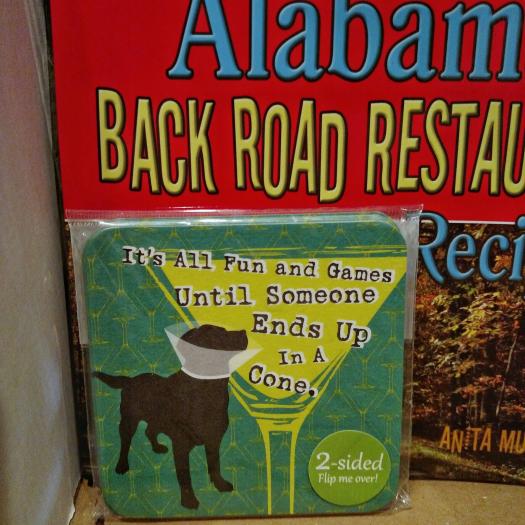 Alabam
BACK ROAD RESTAU
Reci
It's All Fun and Games
Until Someone
Ends Up
In A
Cone.
2-sided
Flip me over!
ANITA MU